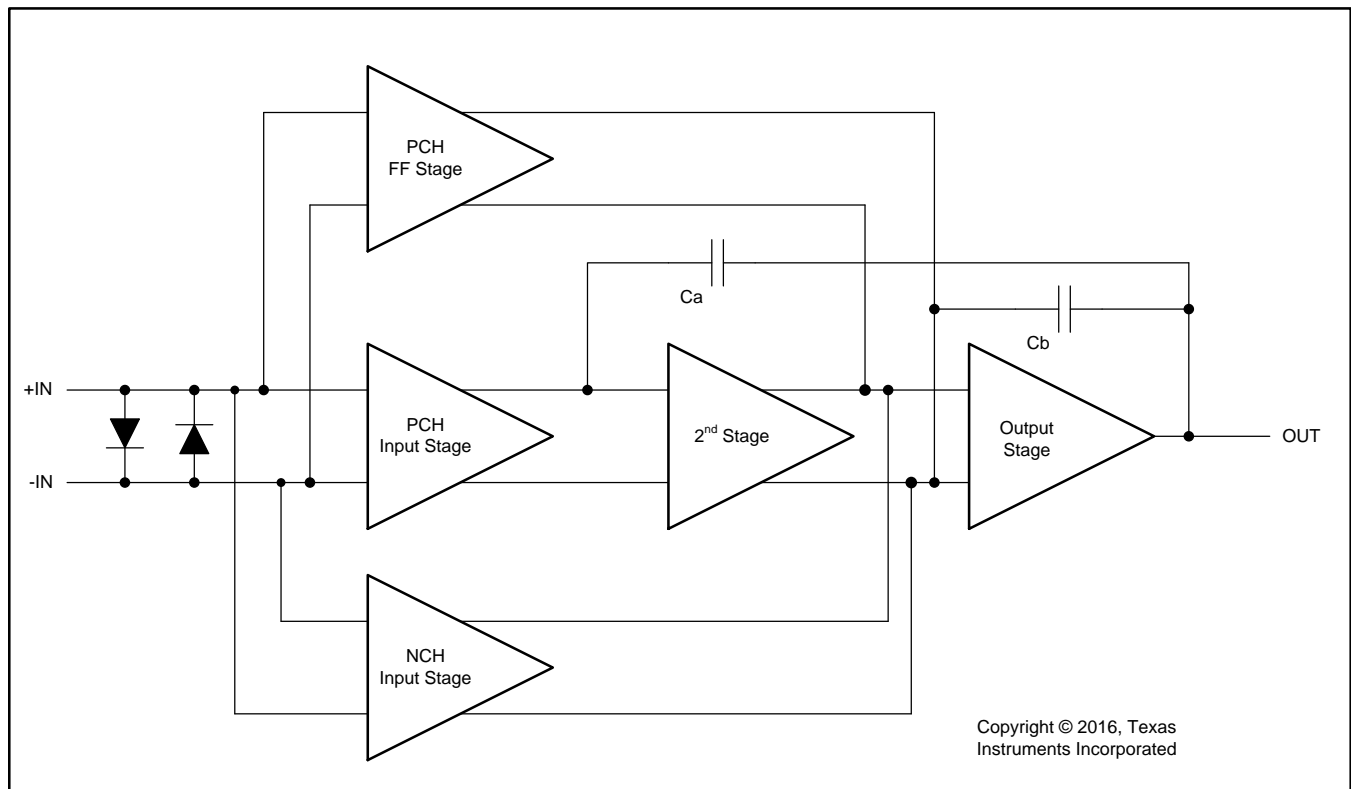 PCH
FF Stage
Ca
Cb
+IN
-IN
PCH
Input Stage
2nd Stage
Output
Stage
OUT
NCH
Input Stage
Copyright © 2016, Texas
Instruments Incorporated